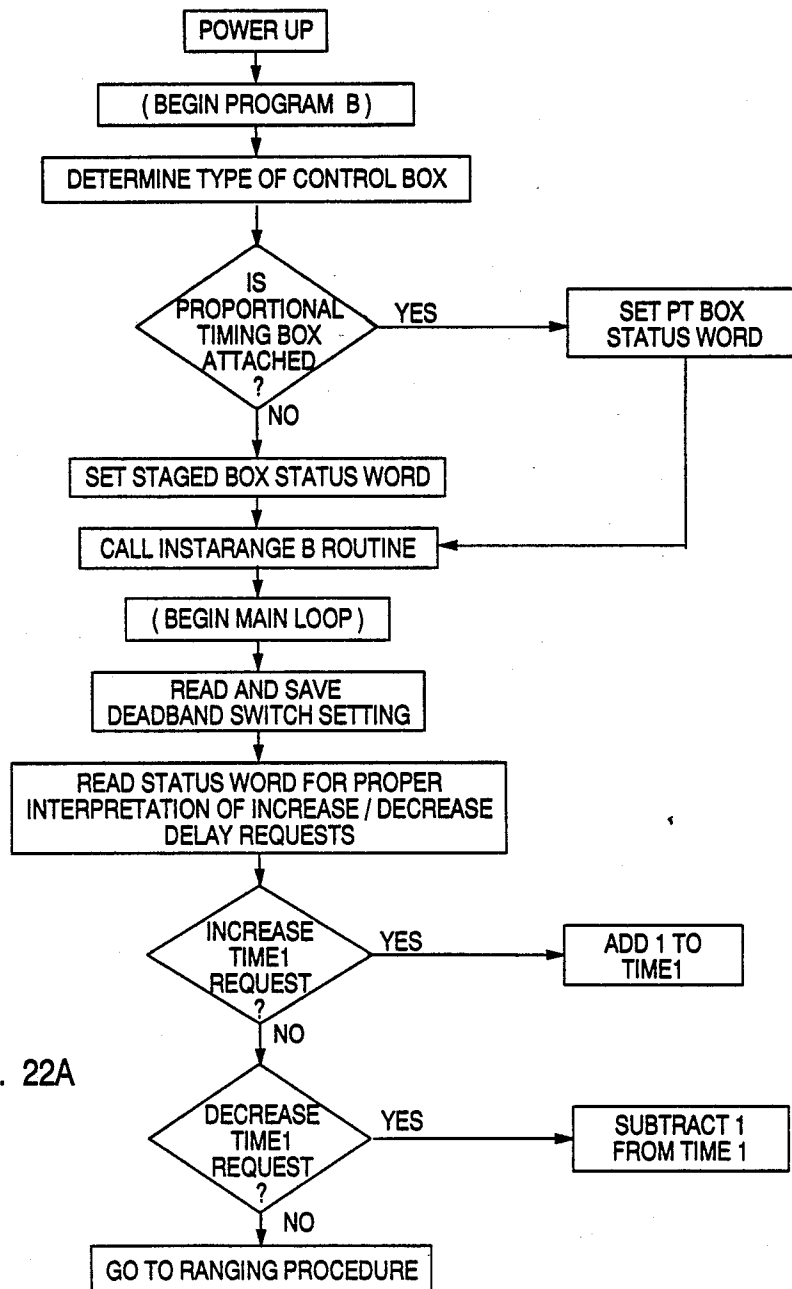 POWER UP
( BEGIN PROGRAM B )
DETERMINE TYPE OF CONTROL BOX
IS
PROPORTIONAL
TIMING BOX
ATTACHED
?
YES
SET PT BOX
STATUS WORD
NO
SET STAGED BOX STATUS WORD
CALL INSTARANGE B ROUTINE
( BEGIN MAIN LOOP )
READ AND SAVE
DEADBAND SWITCH SETTING
READ STATUS WORD FOR PROPER
INTERPRETATION OF INCREASE / DECREASE
DELAY REQUESTS
INCREASE
TIME1
REQUEST
?
YES
ADD 1 TO
TIME1
NO
. 22A
DECREASE
TIME1
REQUEST
?
YES
SUBTRACT 1
FROM TIME 1
NO
GO TO RANGING PROCEDURE